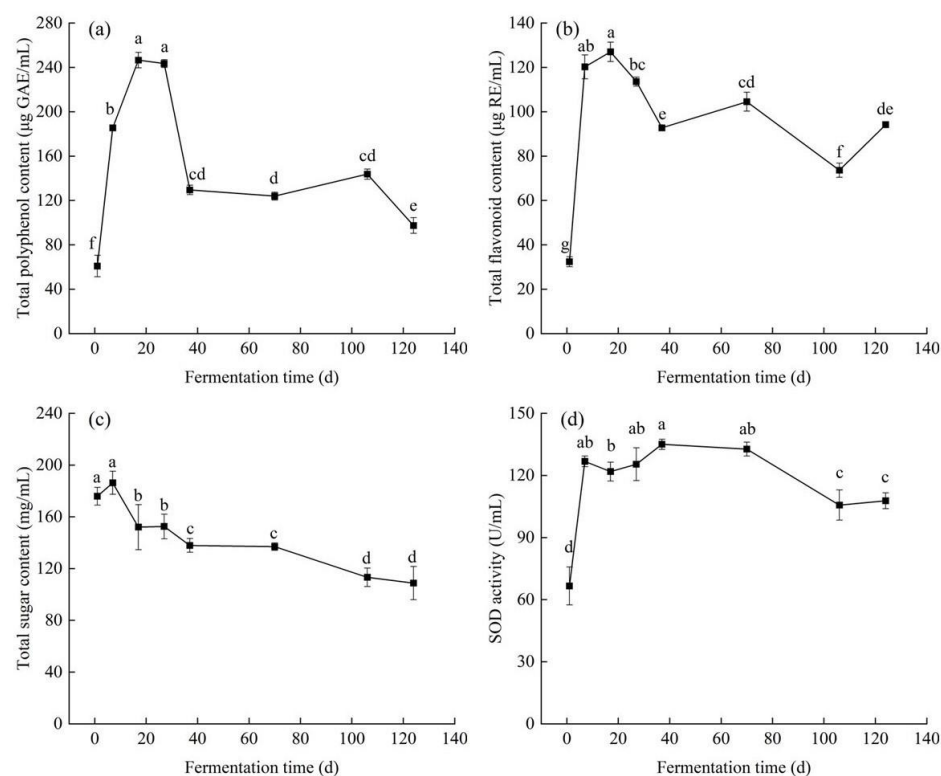 (a)
Total polyphenol content (μg GAE/mL)
280
240
200
160
120
80
40
0
f
b
a
a
cd
d
cd
e
0 20 40 60 80 100 120 140
Fermentation time (d)
(b)
Total flavonoid content (μg RE/mL)
140
120
100
80
60
40
20
0
g
ab
a
bc
e
cd
f
de
0 20 40 60 80 100 120 140
Fermentation time (d)
(c)
Total sugar content (mg/mL)
240
200
160
120
80
40
0
a
a
b
b
c
c
d
d
0 20 40 60 80 100 120 140
Fermentation time (d)
(d)
SOD activity (U/mL)
150
120
90
60
30
0
d
ab
b
ab
a
ab
c
c
0 20 40 60 80 100 120 140
Fermentation time (d)